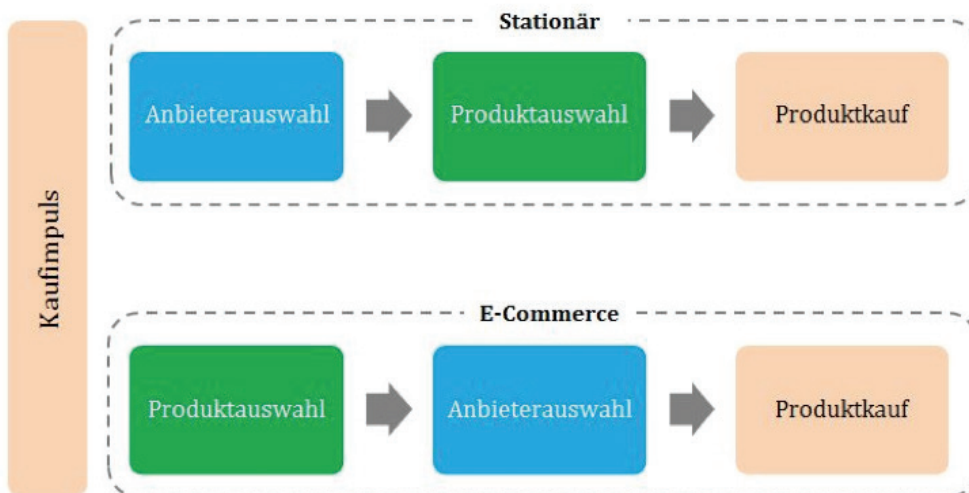 Kaufimpuls
Stationär
Anbieterauswahl
Produktauswahl
Produktkauf
E-Commerce
Produktauswahl
Anbieterauswahl
Produktkauf